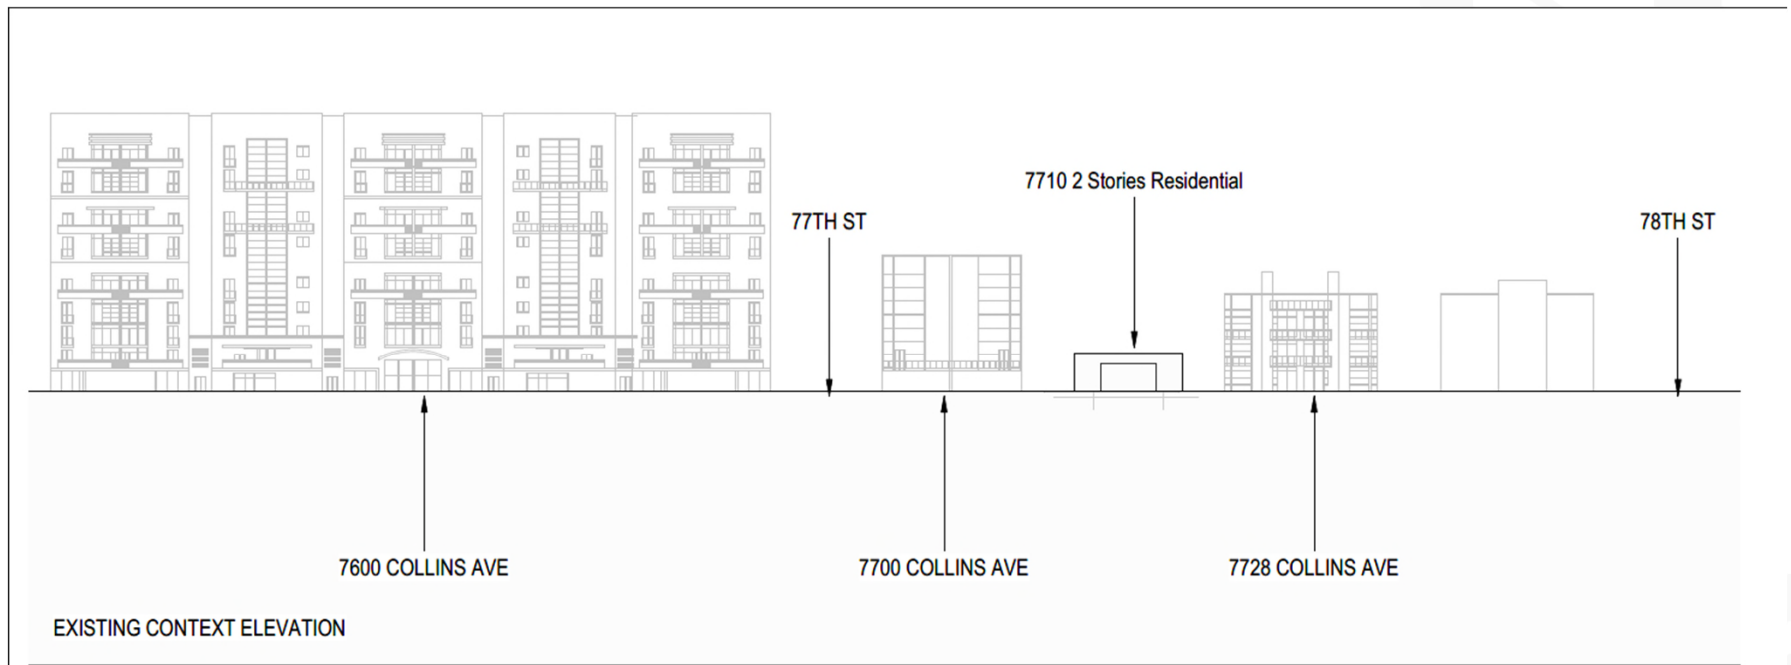 7710 2 Stories Residential
77TH ST
78TH ST
7600 COLLINS AVE
7700 COLLINS AVE
7728 COLLINS AVE
EXISTING CONTEXT ELEVATION